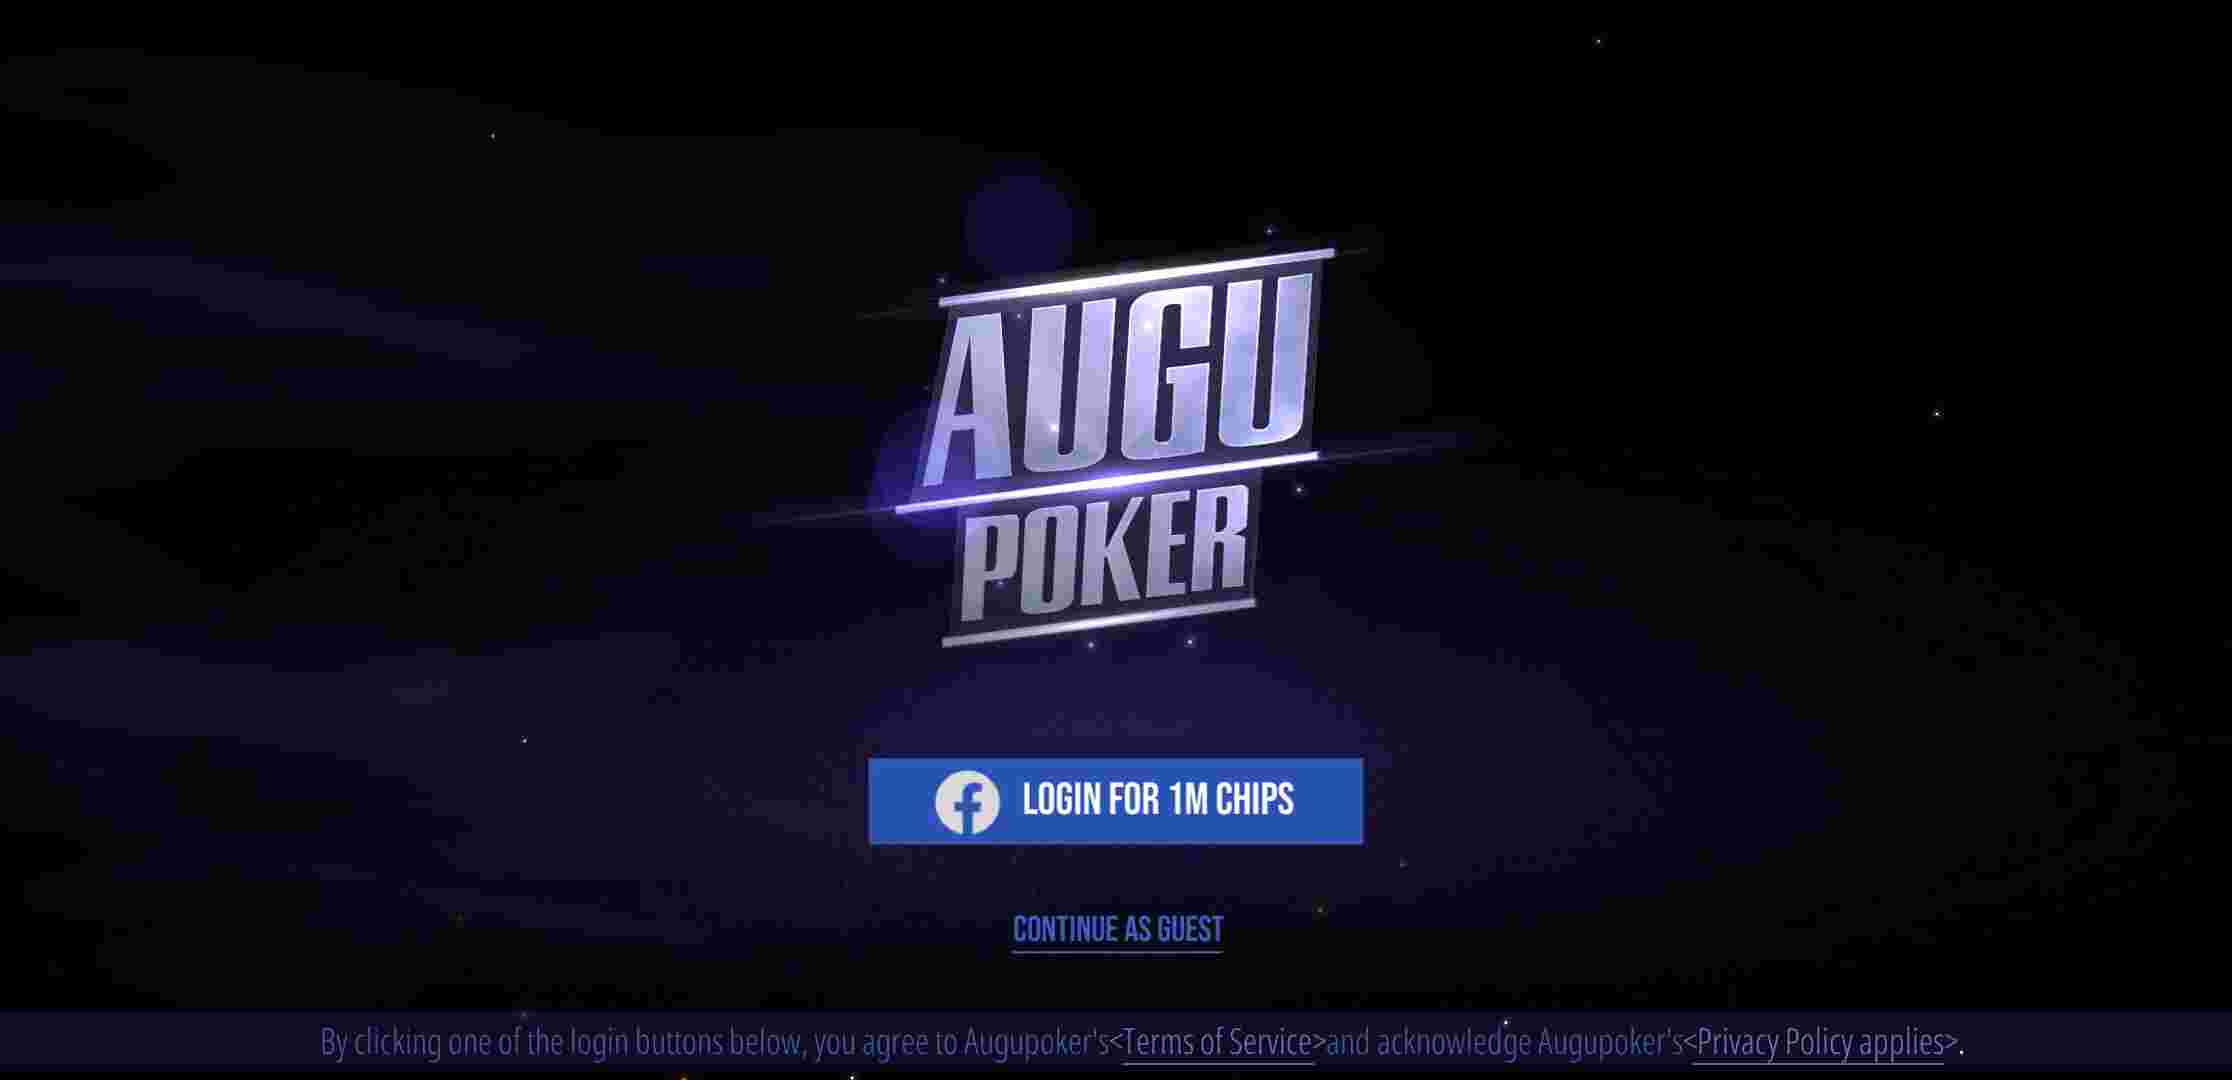 AUGU
POKER
LOGIN FOR 1M CHIPS
CONTINUE AS GUEST
By clicking one of the login buttons below, you agree to Augupoker's<Terms of Service>and acknowledge Augupoker's<Privacy Policy applies>.